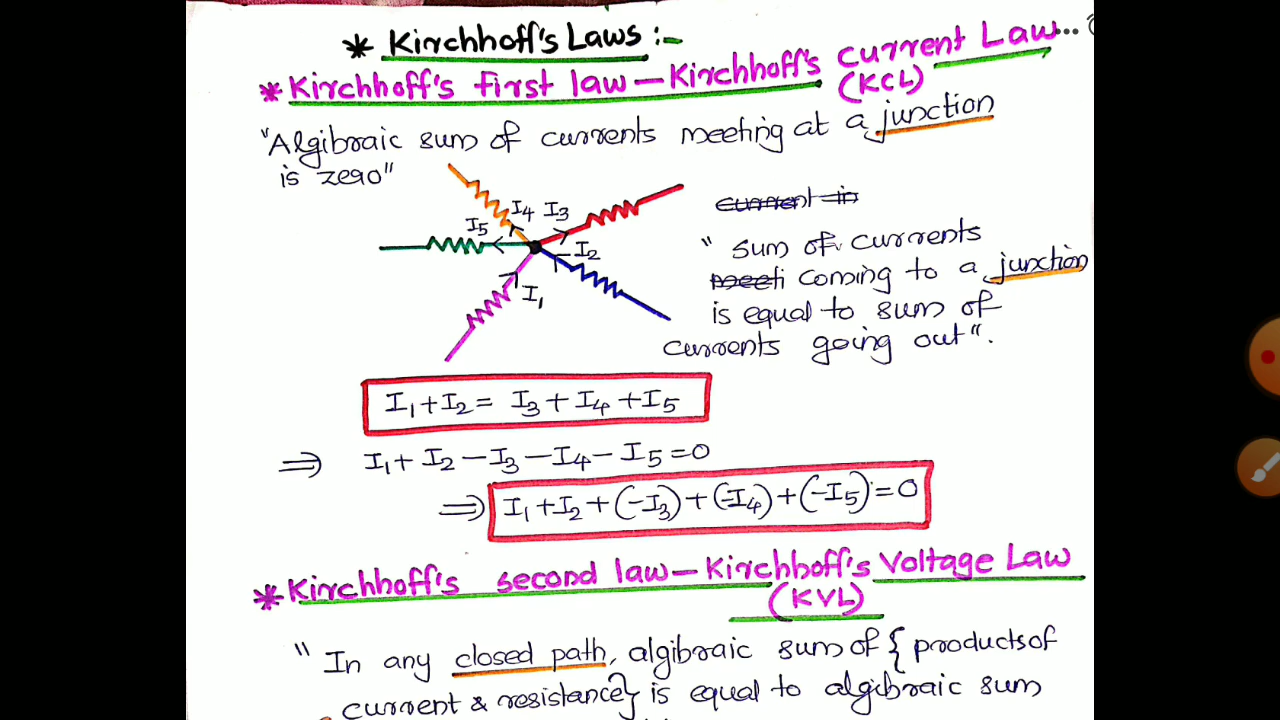 * Kirchhoff's Laws :-
* Kirchhoff's first law — Kirchhoff's Current Law...
(KCL)
"Algibraic sum of currents meeting at a junction
is zero"
I4 I3
I5
I2
I1
current in
" sum of currents
meeti coming to a junction
is equal to sum of
currents going out".
I1 + I2 = I3 + I4 + I5
⇒ I1 + I2 − I3 − I4 − I5 = 0
⇒ I1 + I2 + (−I3) + (−I4) + (−I5) = 0
* Kirchhoff's second law — Kirchhoff's Voltage Law
(KVL)
" In any closed path, algibraic sum of { products of
current & resistance} is equal to algibraic sum